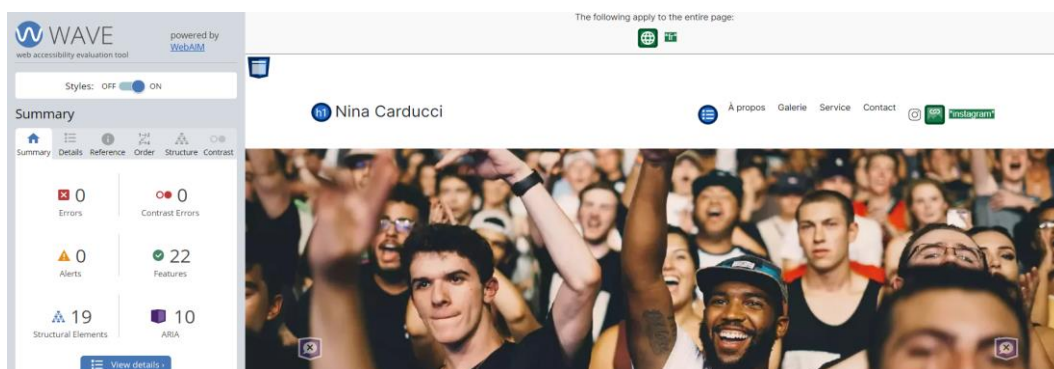 WAVE
web accessibility evaluation tool
powered by
WebAIM
Styles: OFF ON
Summary
Summary Details Reference Order Structure Contrast
0
Errors
0
Contrast Errors
0
Alerts
22
Features
19
Structural Elements
10
ARIA
View details ›
The following apply to the entire page:
h1 Nina Carducci
À propos Galerie Service Contact
*instagram*